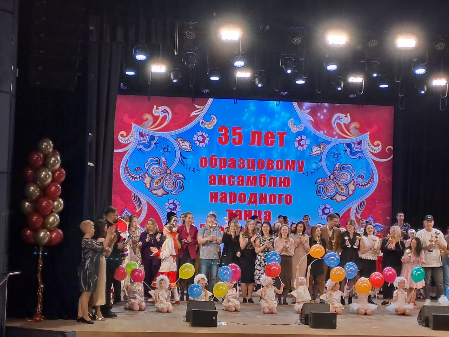 35 лет
образцовому
ансамблю
народного
танца